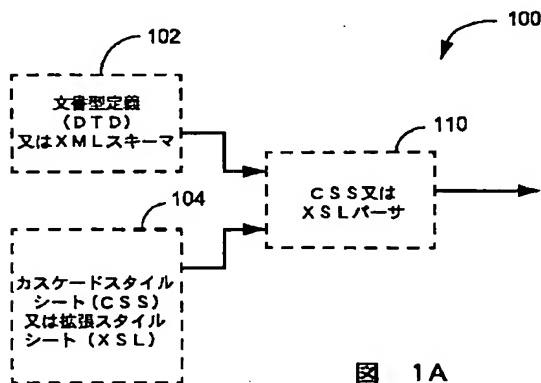 100
102
文書型定義
(DTD)
又はXMLスキーマ
110
CSS又は
XSLパーサ
104
カスケードスタイル
シート(CSS)
又は拡張スタイル
シート(XSL)
図 1A